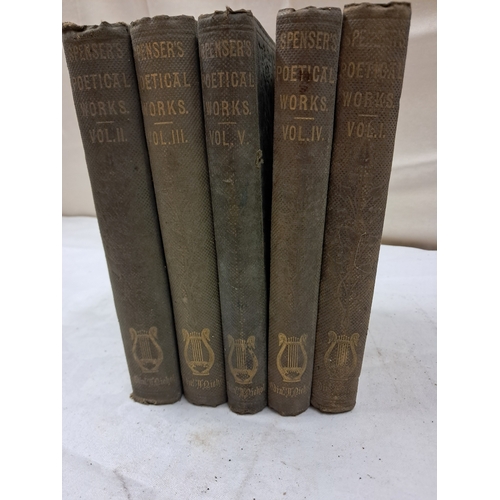 SPENSER'S
POETICAL
WORKS.
VOL. II.
SPENSER'S
POETICAL
WORKS.
VOL. III.
SPENSER'S
POETICAL
WORKS.
VOL. V.
SPENSER'S
POETICAL
WORKS.
VOL. IV.
SPENSER'S
POETICAL
WORKS.
VOL. I.